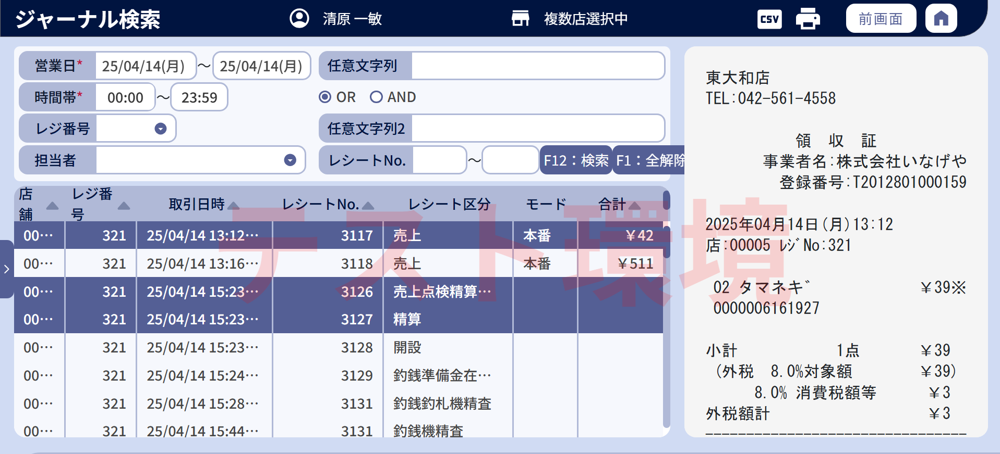 ジャーナル検索
清原 一敏
複数店選択中
CSV
前画面
営業日* 25/04/14(月) ～ 25/04/14(月)
任意文字列
時間帯* 00:00 ～ 23:59
OR AND
レジ番号
任意文字列2
担当者
レシートNo. ～ F12：検索 F1：全解除
店舗 レジ番号 取引日時 レシートNo. レシート区分 モード 合計
00… 321 25/04/14 13:12… 3117 売上 本番 ￥42
00… 321 25/04/14 13:16… 3118 売上 本番 ￥511
00… 321 25/04/14 15:23… 3126 売上点検精算…
00… 321 25/04/14 15:23… 3127 精算
00… 321 25/04/14 15:23… 3128 開設
00… 321 25/04/14 15:24… 3129 釣銭準備金在…
00… 321 25/04/14 15:28… 3131 釣銭釣札機精査
00… 321 25/04/14 15:44… 3131 釣銭機精査
テスト環境
東大和店
TEL:042-561-4558
領 収 証
事業者名:株式会社いなげや
登録番号:T2012801000159
2025年04月14日(月)13:12
店:00005 ﾚｼﾞNo:321
02 タマネギ ￥39※
0000006161927
小計 1点 ￥39
(外税 8.0%対象額 ￥39)
8.0% 消費税額等 ￥3
外税額計 ￥3
--------------------------------